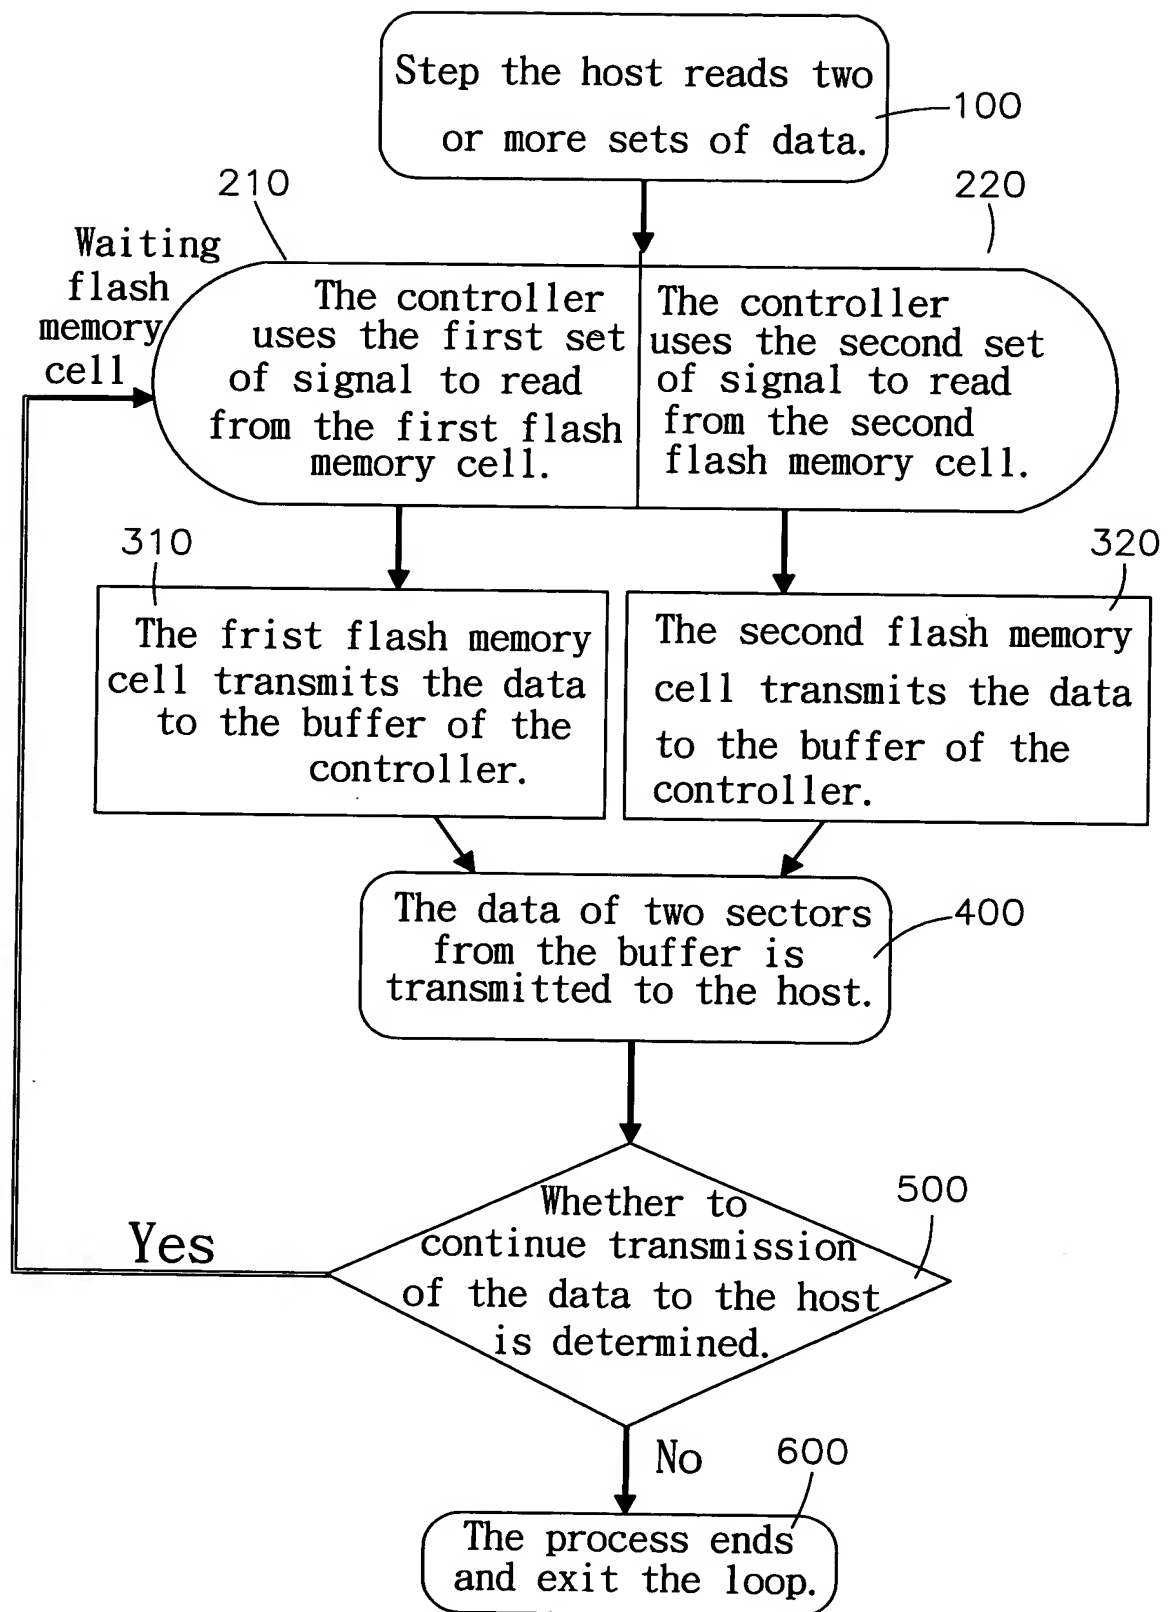 Step the host reads two
or more sets of data.
100
210
220
Waiting
flash
memory
cell
The controller
uses the first set
of signal to read
from the first flash
memory cell.
The controller
uses the second set
of signal to read
from the second
flash memory cell.
310
320
The frist flash memory
cell transmits the data
to the buffer of the
controller.
The second flash memory
cell transmits the data
to the buffer of the
controller.
The data of two sectors
from the buffer is
transmitted to the host.
400
Whether to
continue transmission
of the data to the host
is determined.
500
Yes
No
600
The process ends
and exit the loop.